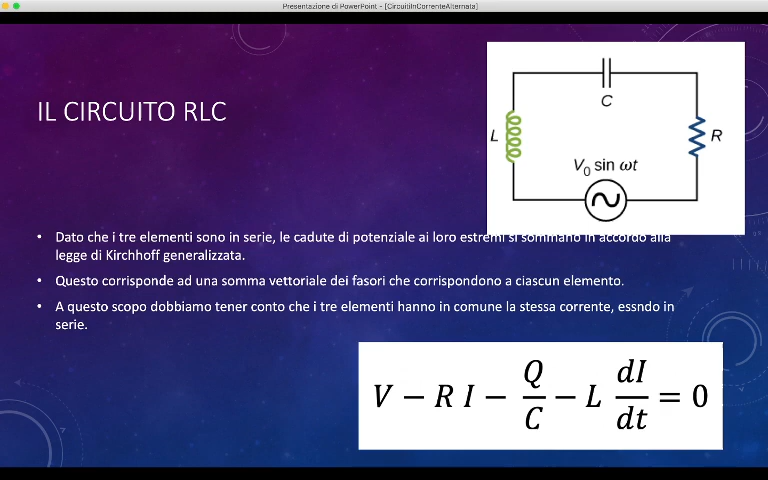 Presentazione di PowerPoint - [CircuitiInCorrenteAlternata]
IL CIRCUITO RLC
C
L
R
V₀ sin ωt
• Dato che i tre elementi sono in serie, le cadute di potenziale ai loro estremi si sommano in accordo alla
legge di Kirchhoff generalizzata.
• Questo corrisponde ad una somma vettoriale dei fasori che corrispondono a ciascun elemento.
• A questo scopo dobbiamo tener conto che i tre elementi hanno in comune la stessa corrente, essndo in
serie.
V − R I − Q/C − L dI/dt = 0